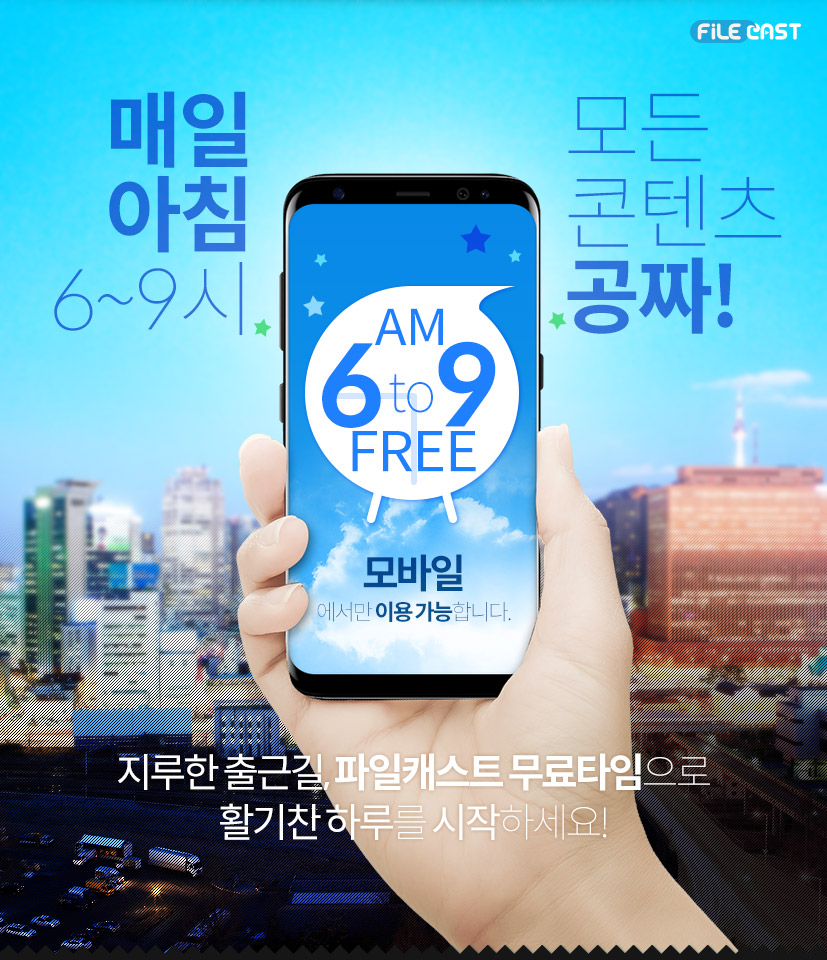 FiLE CAST
매일
아침
6~9시
모든
콘텐츠
공짜!
AM
6 to 9
FREE
모바일
에서만 이용 가능합니다.
지루한 출근길, 파일캐스트 무료타임으로
활기찬 하루를 시작하세요!